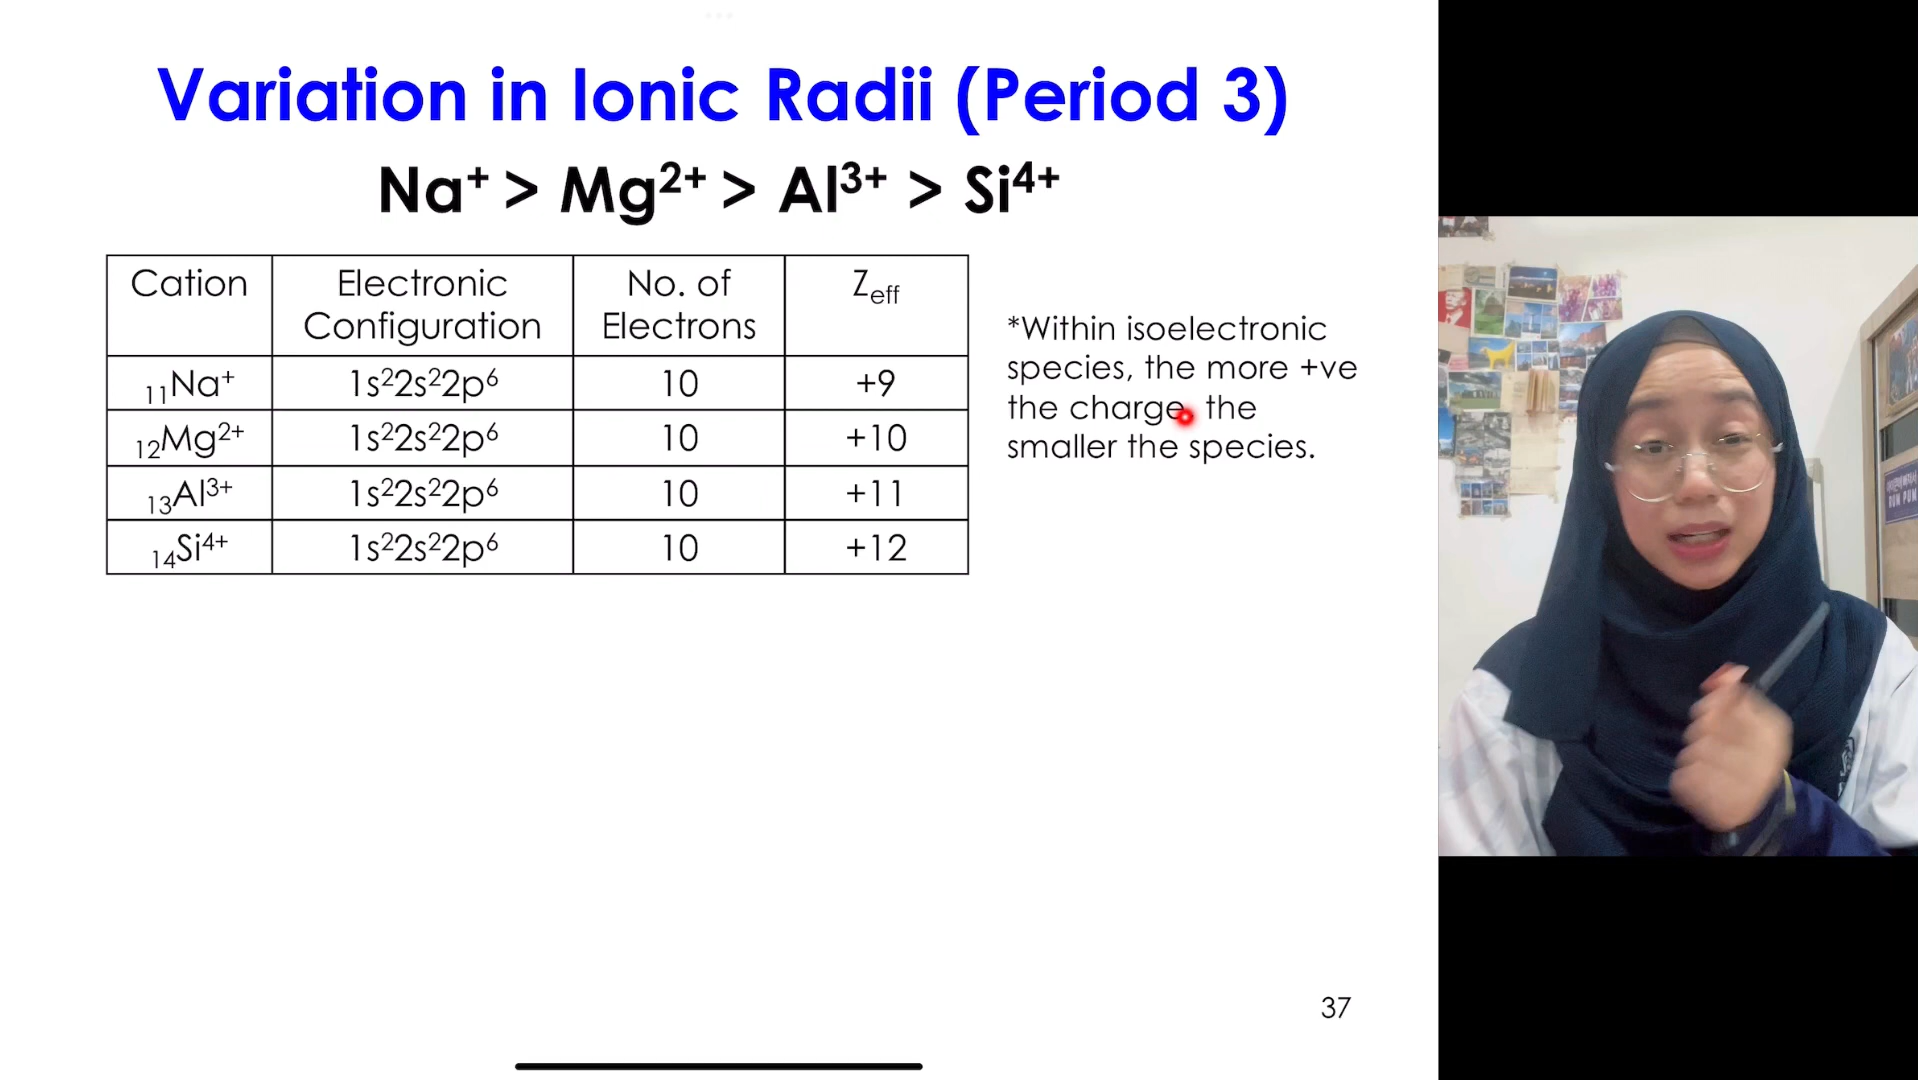 Variation in Ionic Radii (Period 3)
Na⁺ > Mg²⁺ > Al³⁺ > Si⁴⁺
Cation Electronic Configuration No. of Electrons Z_eff
₁₁Na⁺ 1s²2s²2p⁶ 10 +9
₁₂Mg²⁺ 1s²2s²2p⁶ 10 +10
₁₃Al³⁺ 1s²2s²2p⁶ 10 +11
₁₄Si⁴⁺ 1s²2s²2p⁶ 10 +12
*Within isoelectronic
species, the more +ve
the charge, the
smaller the species.
37